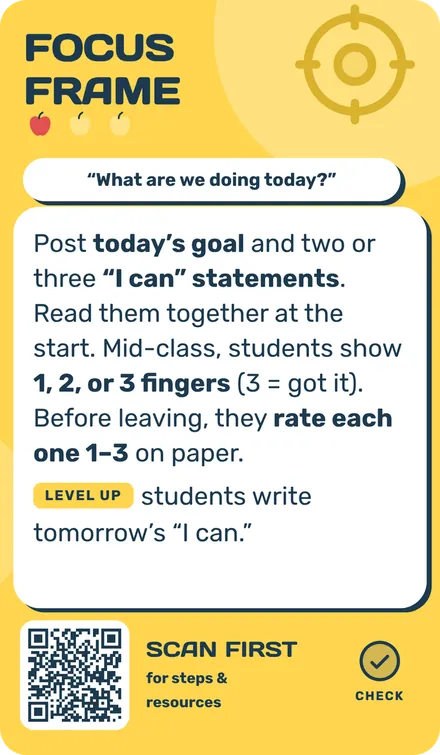 FOCUS
FRAME
“What are we doing today?”
Post today’s goal and two or
three “I can” statements.
Read them together at the
start. Mid-class, students show
1, 2, or 3 fingers (3 = got it).
Before leaving, they rate each
one 1–3 on paper.
LEVEL UP students write
tomorrow’s “I can.”
SCAN FIRST
for steps &
resources
CHECK